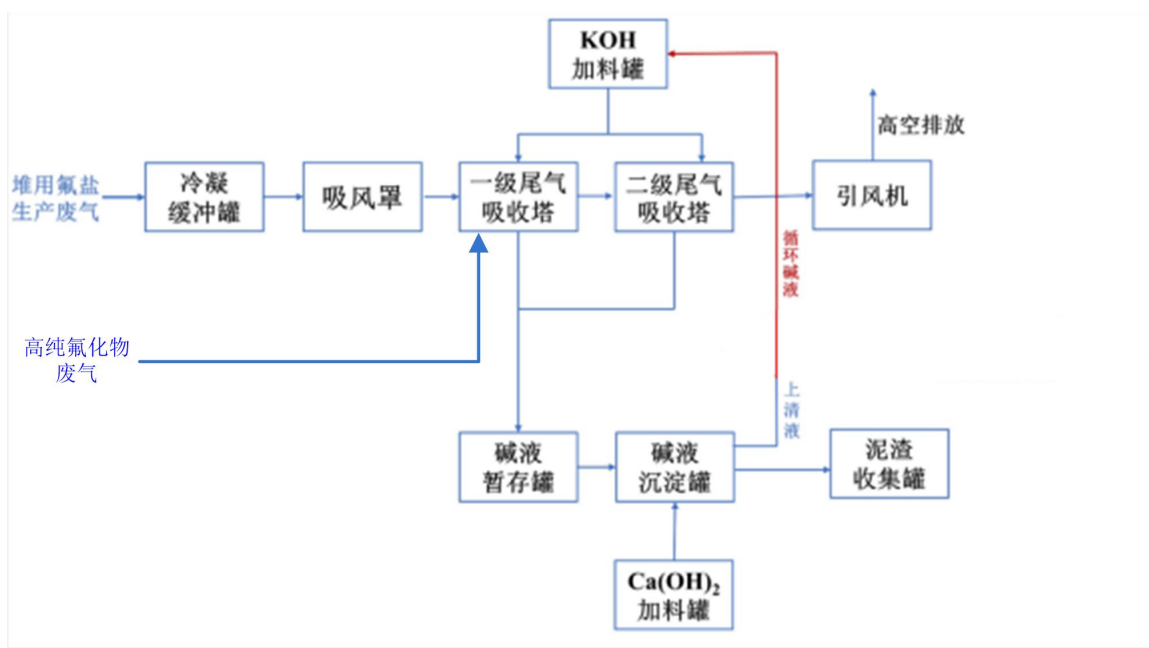 KOH
加料罐
高空排放
堆用氟盐
生产废气
冷凝
缓冲罐
吸风罩
一级尾气
吸收塔
二级尾气
吸收塔
引风机
循
环
碱
液
高纯氟化物
废气
上
清
液
碱液
暂存罐
碱液
沉淀罐
泥渣
收集罐
Ca(OH)₂
加料罐